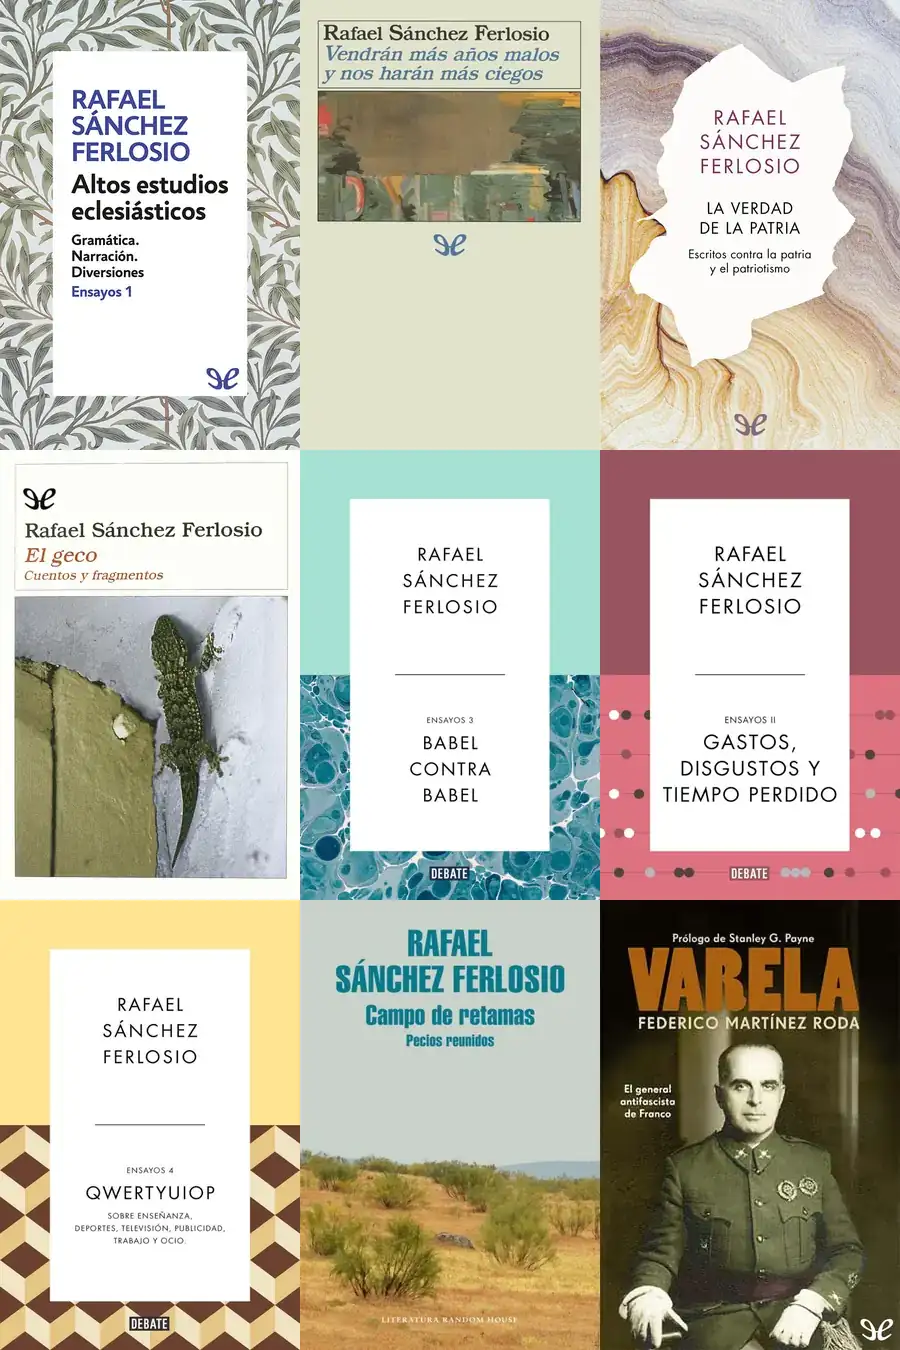 RAFAEL
SÁNCHEZ
FERLOSIO
Altos estudios
eclesiásticos
Gramática.
Narración.
Diversiones
Ensayos 1
Rafael Sánchez Ferlosio
Vendrán más años malos
y nos harán más ciegos
RAFAEL
SÁNCHEZ
FERLOSIO
LA VERDAD
DE LA PATRIA
Escritos contra la patria
y el patriotismo
Rafael Sánchez Ferlosio
El geco
Cuentos y fragmentos
RAFAEL
SÁNCHEZ
FERLOSIO
ENSAYOS 3
BABEL
CONTRA
BABEL
DEBATE
RAFAEL
SÁNCHEZ
FERLOSIO
ENSAYOS II
GASTOS,
DISGUSTOS Y
TIEMPO PERDIDO
DEBATE
RAFAEL
SÁNCHEZ
FERLOSIO
ENSAYOS 4
QWERTYUIOP
SOBRE ENSEÑANZA,
DEPORTES, TELEVISIÓN, PUBLICIDAD,
TRABAJO Y OCIO.
DEBATE
RAFAEL
SÁNCHEZ FERLOSIO
Campo de retamas
Pecios reunidos
LITERATURA RANDOM HOUSE
Prólogo de Stanley G. Payne
VARELA
FEDERICO MARTÍNEZ RODA
El general
antifascista
de Franco